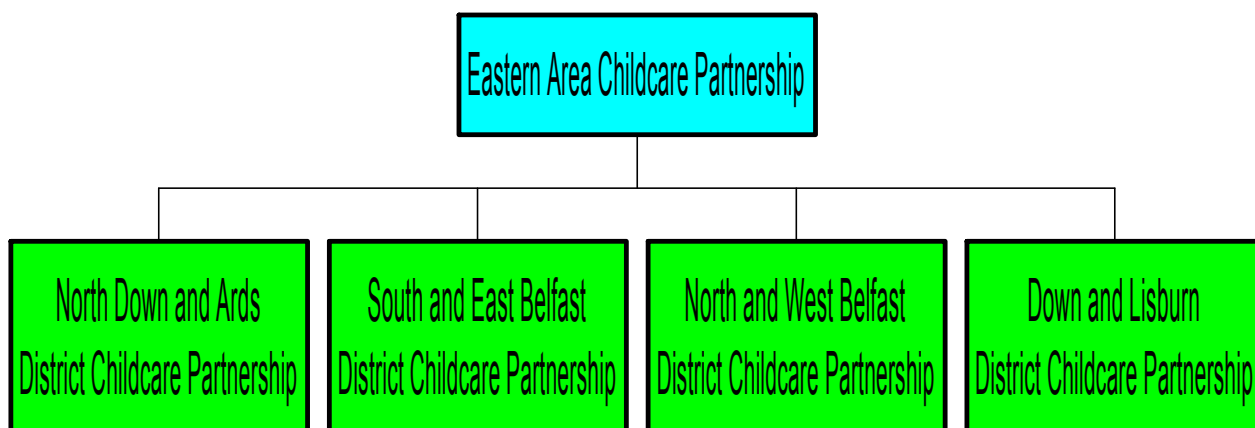 Eastern Area Childcare Partnership
North Down and Ards
District Childcare Partnership
South and East Belfast
District Childcare Partnership
North and West Belfast
District Childcare Partnership
Down and Lisburn
District Childcare Partnership